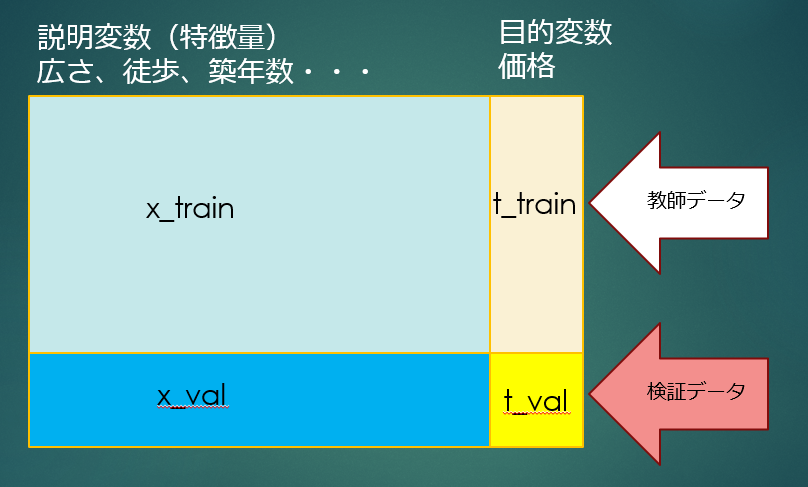 説明変数（特徴量）
広さ、徒歩、築年数・・・
目的変数
価格
x_train
t_train
教師データ
x_val
t_val
検証データ